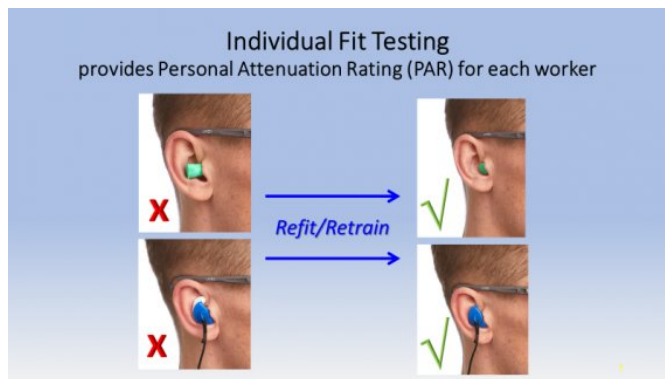 Individual Fit Testing
provides Personal Attenuation Rating (PAR) for each worker
X
Refit/Retrain
X